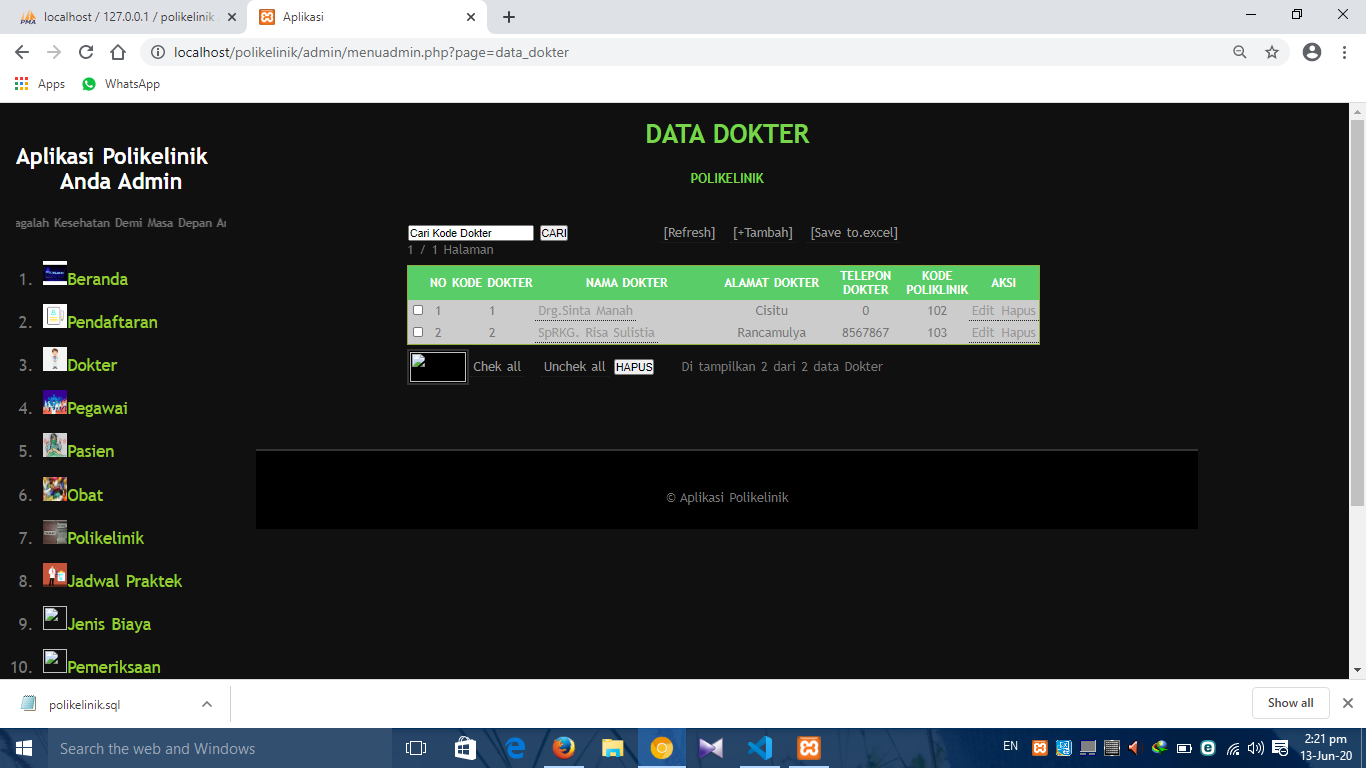 localhost / 127.0.0.1 / polikelinik
Aplikasi
localhost/polikelinik/admin/menuadmin.php?page=data_dokter
Apps
WhatsApp
Aplikasi Polikelinik
Anda Admin
agalah Kesehatan Demi Masa Depan
1. Beranda
2. Pendaftaran
3. Dokter
4. Pegawai
5. Pasien
6. Obat
7. Polikelinik
8. Jadwal Praktek
9. Jenis Biaya
10. Pemeriksaan
DATA DOKTER
POLIKELINIK
Cari Kode Dokter CARI [Refresh] [+Tambah] [Save to.excel]
1 / 1 Halaman
NO KODE DOKTER NAMA DOKTER ALAMAT DOKTER TELEPON DOKTER KODE POLIKLINIK AKSI
1 1 Drg.Sinta Manah Cisitu 0 102 Edit Hapus
2 2 SpRKG. Risa Sulistia Rancamulya 8567867 103 Edit Hapus
Chek all Unchek all HAPUS Di tampilkan 2 dari 2 data Dokter
© Aplikasi Polikelinik
polikelinik.sql
Show all
Search the web and Windows
EN
2:21 pm
13-Jun-20